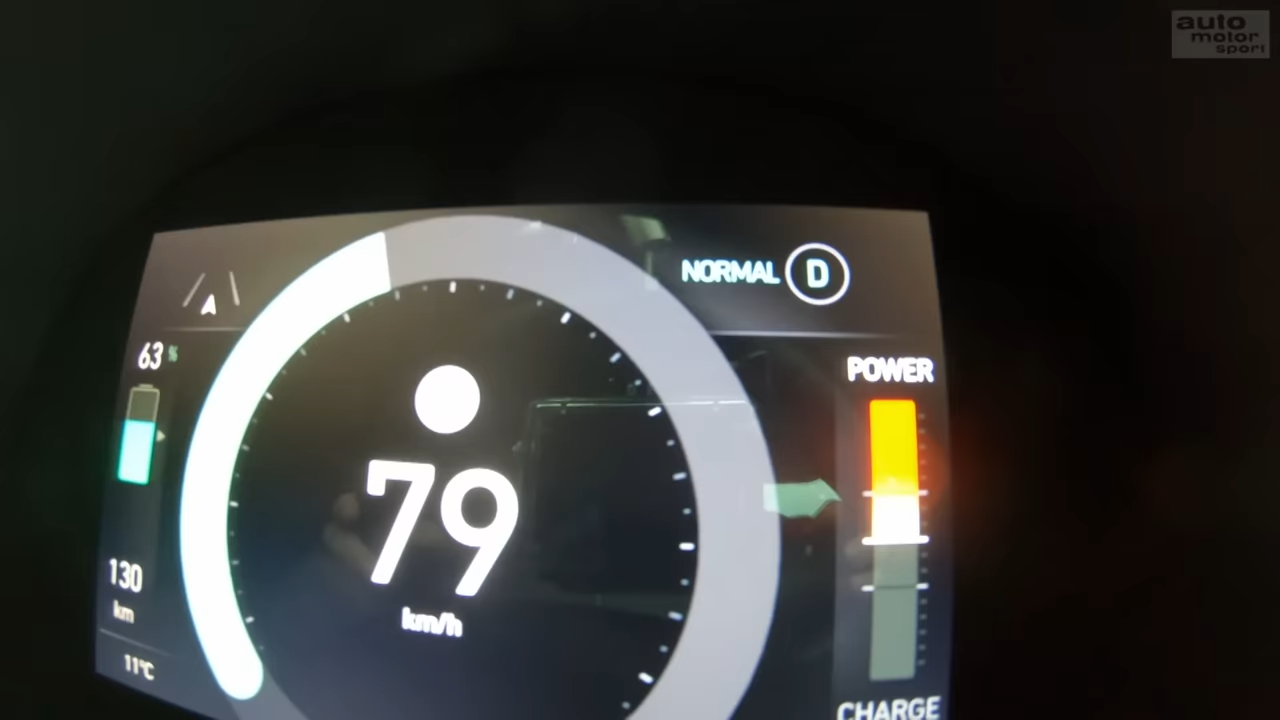 auto
motor
sport
NORMAL D
A
63 %
POWER
79
km/h
130
km
11°C
CHARGE